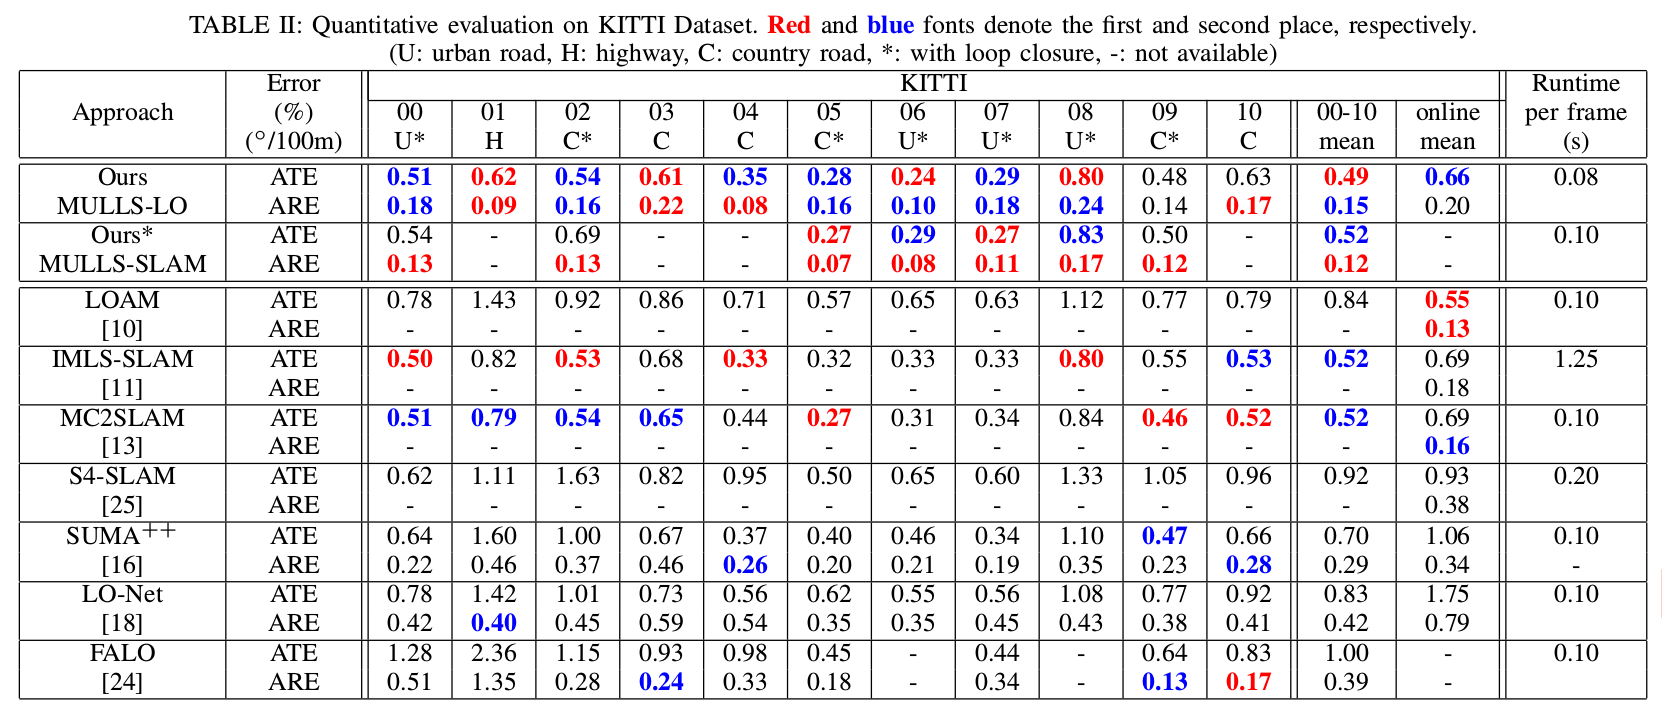 TABLE II: Quantitative evaluation on KITTI Dataset. Red and blue fonts denote the first and second place, respectively.
(U: urban road, H: highway, C: country road, *: with loop closure, -: not available)
Approach Error (%) (°/100m) KITTI Runtime per frame (s)
00 01 02 03 04 05 06 07 08 09 10 00-10 online
U* H C* C C C* U* U* U* C* C mean mean
Ours ATE 0.51 0.62 0.54 0.61 0.35 0.28 0.24 0.29 0.80 0.48 0.63 0.49 0.66 0.08
MULLS-LO ARE 0.18 0.09 0.16 0.22 0.08 0.16 0.10 0.18 0.24 0.14 0.17 0.15 0.20
Ours* ATE 0.54 - 0.69 - - 0.27 0.29 0.27 0.83 0.50 - 0.52 - 0.10
MULLS-SLAM ARE 0.13 - 0.13 - - 0.07 0.08 0.11 0.17 0.12 - 0.12 -
LOAM ATE 0.78 1.43 0.92 0.86 0.71 0.57 0.65 0.63 1.12 0.77 0.79 0.84 0.55 0.10
[10] ARE - - - - - - - - - - - - 0.13
IMLS-SLAM ATE 0.50 0.82 0.53 0.68 0.33 0.32 0.33 0.33 0.80 0.55 0.53 0.52 0.69 1.25
[11] ARE - - - - - - - - - - - - 0.18
MC2SLAM ATE 0.51 0.79 0.54 0.65 0.44 0.27 0.31 0.34 0.84 0.46 0.52 0.52 0.69 0.10
[13] ARE - - - - - - - - - - - - 0.16
S4-SLAM ATE 0.62 1.11 1.63 0.82 0.95 0.50 0.65 0.60 1.33 1.05 0.96 0.92 0.93 0.20
[25] ARE - - - - - - - - - - - - 0.38
SUMA++ ATE 0.64 1.60 1.00 0.67 0.37 0.40 0.46 0.34 1.10 0.47 0.66 0.70 1.06 0.10
[16] ARE 0.22 0.46 0.37 0.46 0.26 0.20 0.21 0.19 0.35 0.23 0.28 0.29 0.34 -
LO-Net ATE 0.78 1.42 1.01 0.73 0.56 0.62 0.55 0.56 1.08 0.77 0.92 0.83 1.75 0.10
[18] ARE 0.42 0.40 0.45 0.59 0.54 0.35 0.35 0.45 0.43 0.38 0.41 0.42 0.79
FALO ATE 1.28 2.36 1.15 0.93 0.98 0.45 - 0.44 - 0.64 0.83 1.00 - 0.10
[24] ARE 0.51 1.35 0.28 0.24 0.33 0.18 - 0.34 - 0.13 0.17 0.39 -